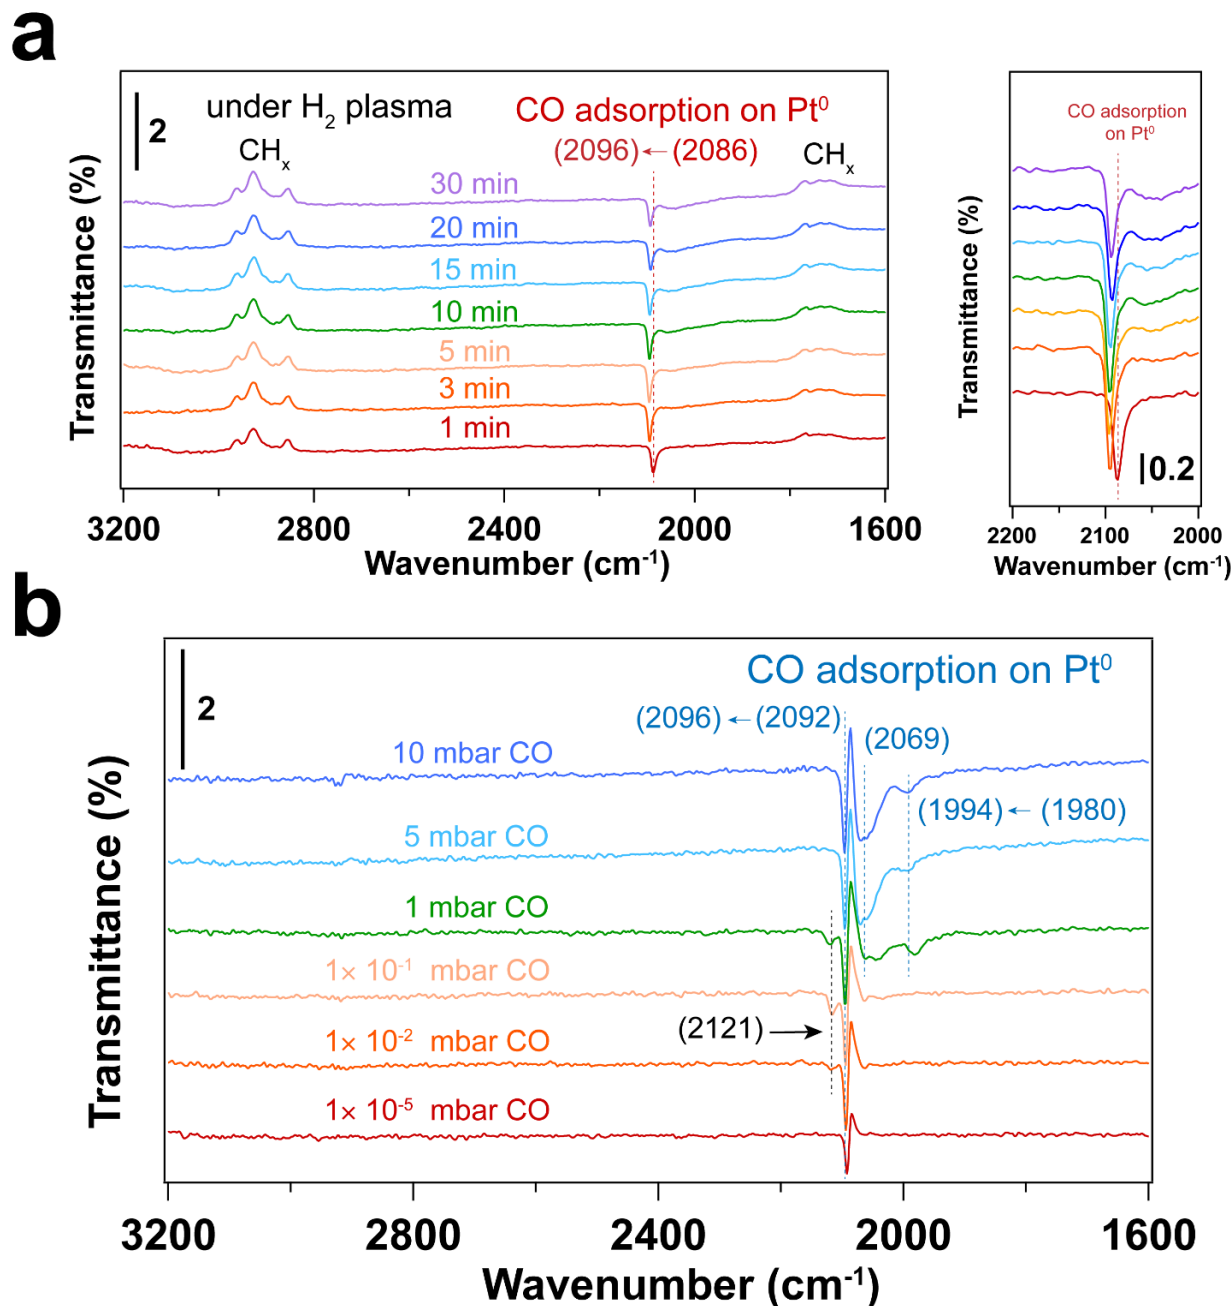 a
2
under H₂ plasma
CO adsorption on Pt⁰
(2096) ← (2086)
CHₓ
CHₓ
30 min
20 min
15 min
10 min
5 min
3 min
1 min
Transmittance (%)
3200 2800 2400 2000 1600
Wavenumber (cm⁻¹)
CO adsorption
on Pt⁰
Transmittance (%)
0.2
2200 2100 2000
Wavenumber (cm⁻¹)
b
2
CO adsorption on Pt⁰
(2096) ← (2092)
(2069)
(1994) ← (1980)
10 mbar CO
5 mbar CO
1 mbar CO
1× 10⁻¹ mbar CO
(2121)
1× 10⁻² mbar CO
1× 10⁻⁵ mbar CO
Transmittance (%)
3200 2800 2400 2000 1600
Wavenumber (cm⁻¹)